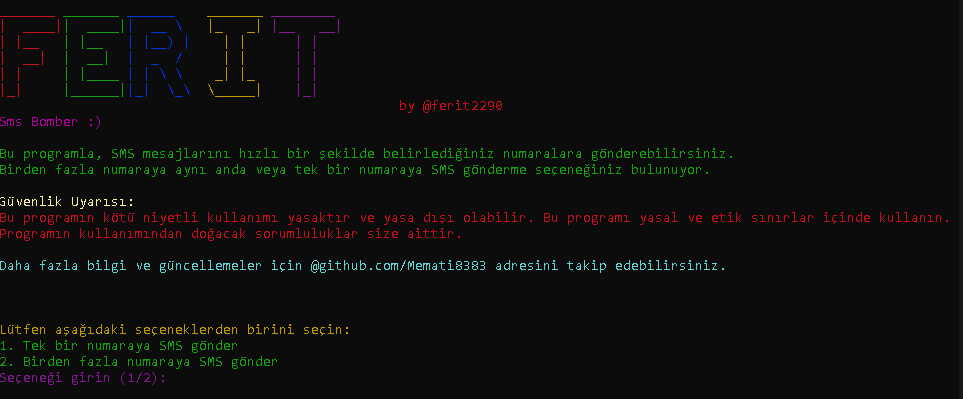 FERIT
by @ferit2290
Sms Bomber :)
Bu programla, SMS mesajlarını hızlı bir şekilde belirlediğiniz numaralara gönderebilirsiniz.
Birden fazla numaraya aynı anda veya tek bir numaraya SMS gönderme seçeneğiniz bulunuyor.
Güvenlik Uyarısı:
Bu programın kötü niyetli kullanımı yasaktır ve yasa dışı olabilir. Bu programı yasal ve etik sınırlar içinde kullanın.
Programın kullanımından doğacak sorumluluklar size aittir.
Daha fazla bilgi ve güncellemeler için @github.com/Memati8383 adresini takip edebilirsiniz.
Lütfen aşağıdaki seçeneklerden birini seçin:
1. Tek bir numaraya SMS gönder
2. Birden fazla numaraya SMS gönder
Seçeneği girin (1/2):